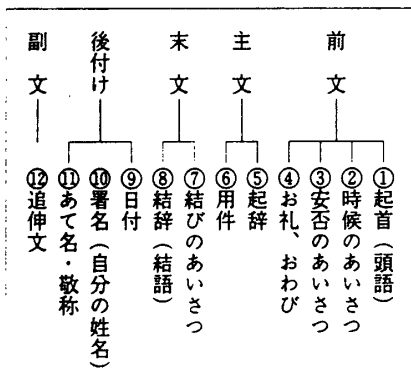 前文
①起首（頭語）
②時候のあいさつ
③安否のあいさつ
④お礼、おわび
主文
⑤起辞
⑥用件
末文
⑦結びのあいさつ
⑧結辞（結語）
後付け
⑨日付
⑩署名（自分の姓名）
⑪あて名・敬称
副文
⑫追伸文